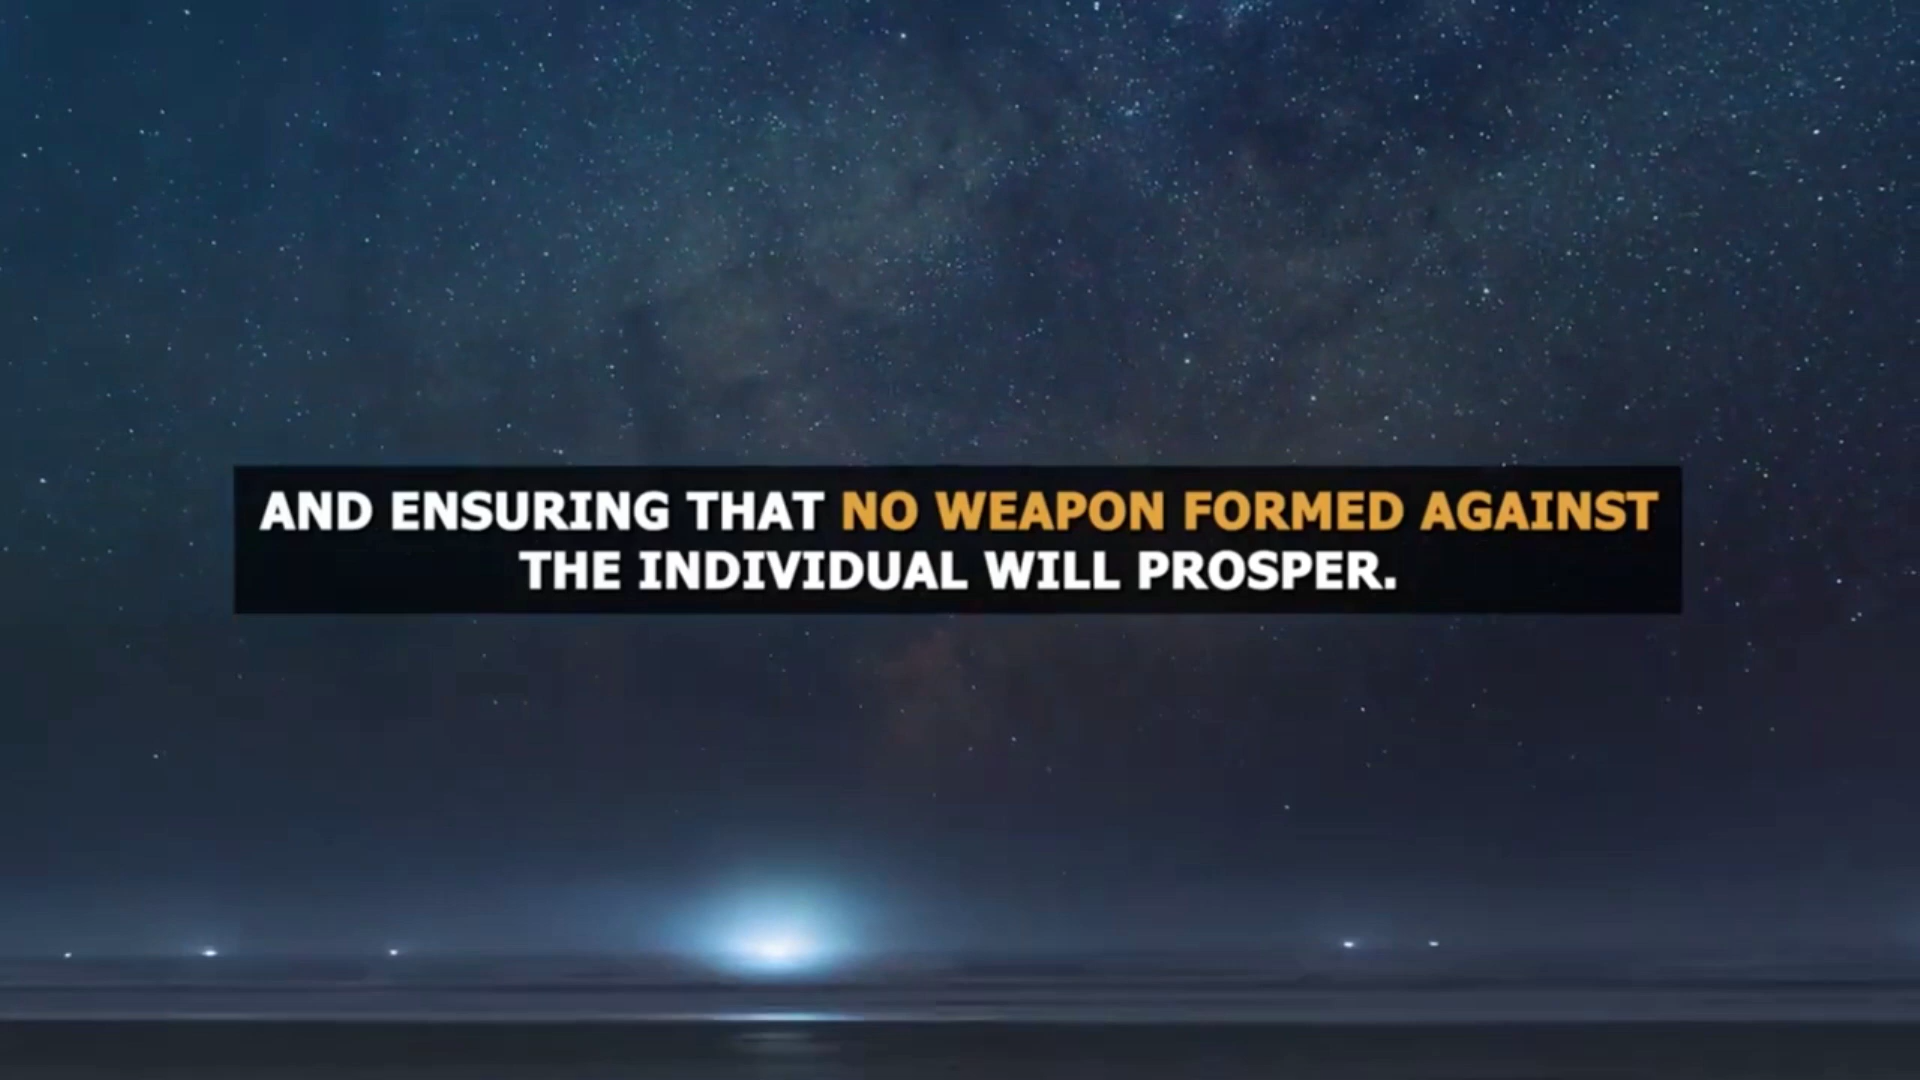 AND ENSURING THAT NO WEAPON FORMED AGAINST
THE INDIVIDUAL WILL PROSPER.